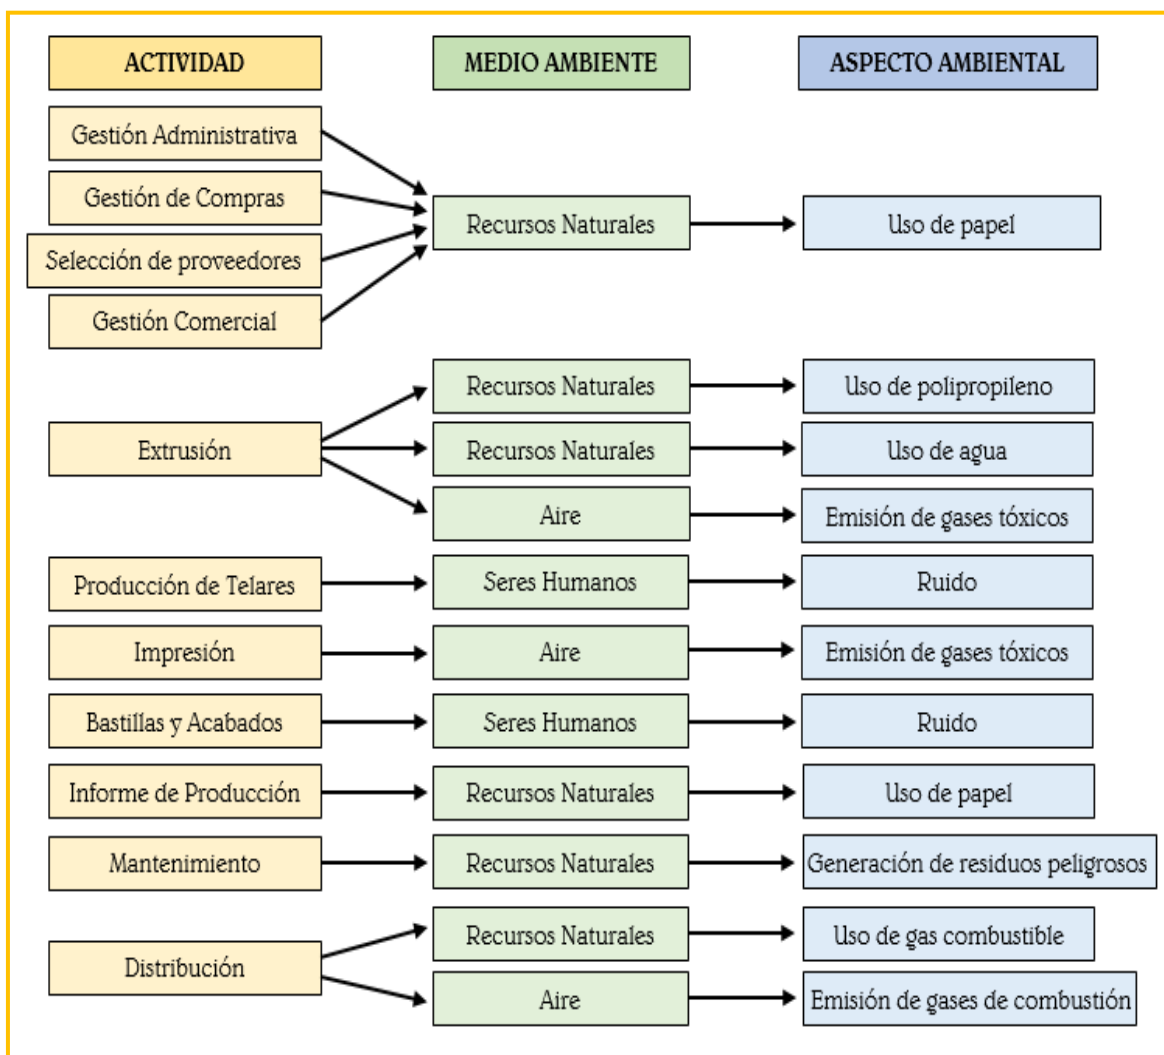 ACTIVIDAD
MEDIO AMBIENTE
ASPECTO AMBIENTAL
Gestión Administrativa
Gestión de Compras
Selección de proveedores
Gestión Comercial
Recursos Naturales
Uso de papel
Extrusión
Recursos Naturales
Uso de polipropileno
Recursos Naturales
Uso de agua
Aire
Emisión de gases tóxicos
Producción de Telares
Seres Humanos
Ruido
Impresión
Aire
Emisión de gases tóxicos
Bastillas y Acabados
Seres Humanos
Ruido
Informe de Producción
Recursos Naturales
Uso de papel
Mantenimiento
Recursos Naturales
Generación de residuos peligrosos
Distribución
Recursos Naturales
Uso de gas combustible
Aire
Emisión de gases de combustión